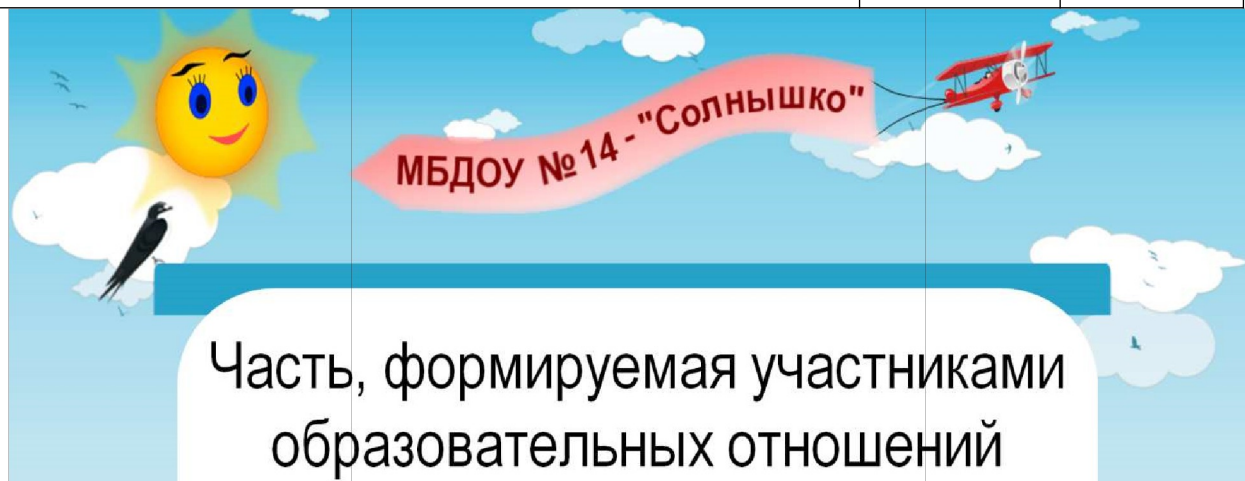 МБДОУ №14 - "Солнышко"
Часть, формируемая участниками
образовательных отношений